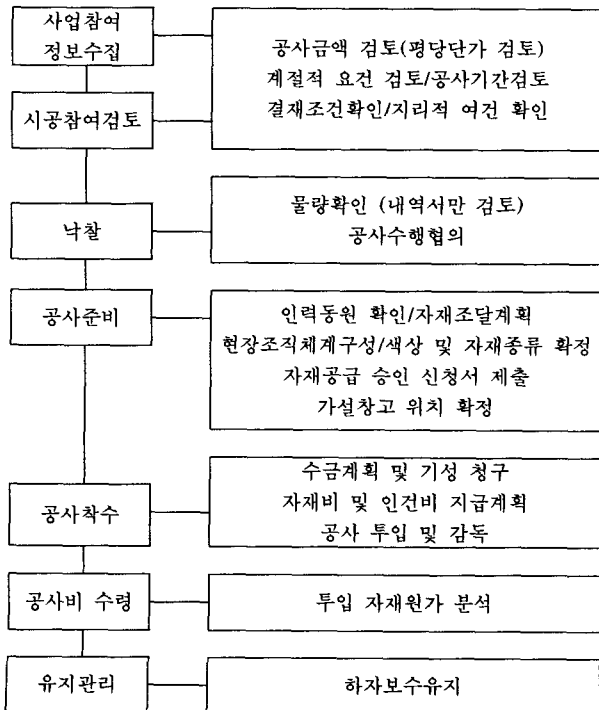 사업참여
정보수집
공사금액 검토(평당단가 검토)
계절적 요건 검토/공사기간검토
결재조건확인/지리적 여건 확인
시공참여검토
낙찰
물량확인 (내역서만 검토)
공사수행협의
공사준비
인력동원 확인/자재조달계획
현장조직체계구성/색상 및 자재종류 확정
자재공급 승인 신청서 제출
가설창고 위치 확정
공사착수
수금계획 및 기성 청구
자재비 및 인건비 지급계획
공사 투입 및 감독
공사비 수령
투입 자재원가 분석
유지관리
하자보수유지